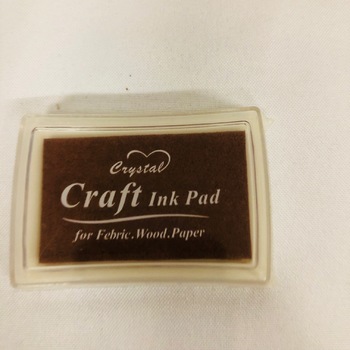 Crystal
Craft Ink Pad
for Febric.Wood.Paper